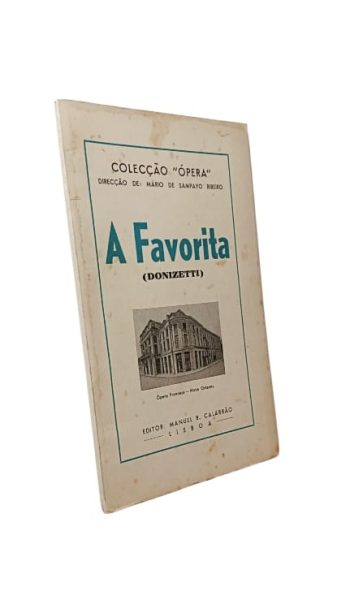 COLECÇÃO "ÓPERA"
DIRECÇÃO DE: MÁRIO DE SAMPAYO RIBEIRO
A Favorita
(DONIZETTI)
Ópera Francesa — Nova Orleans
EDITOR: MANUEL B. CALARRÃO
LISBOA